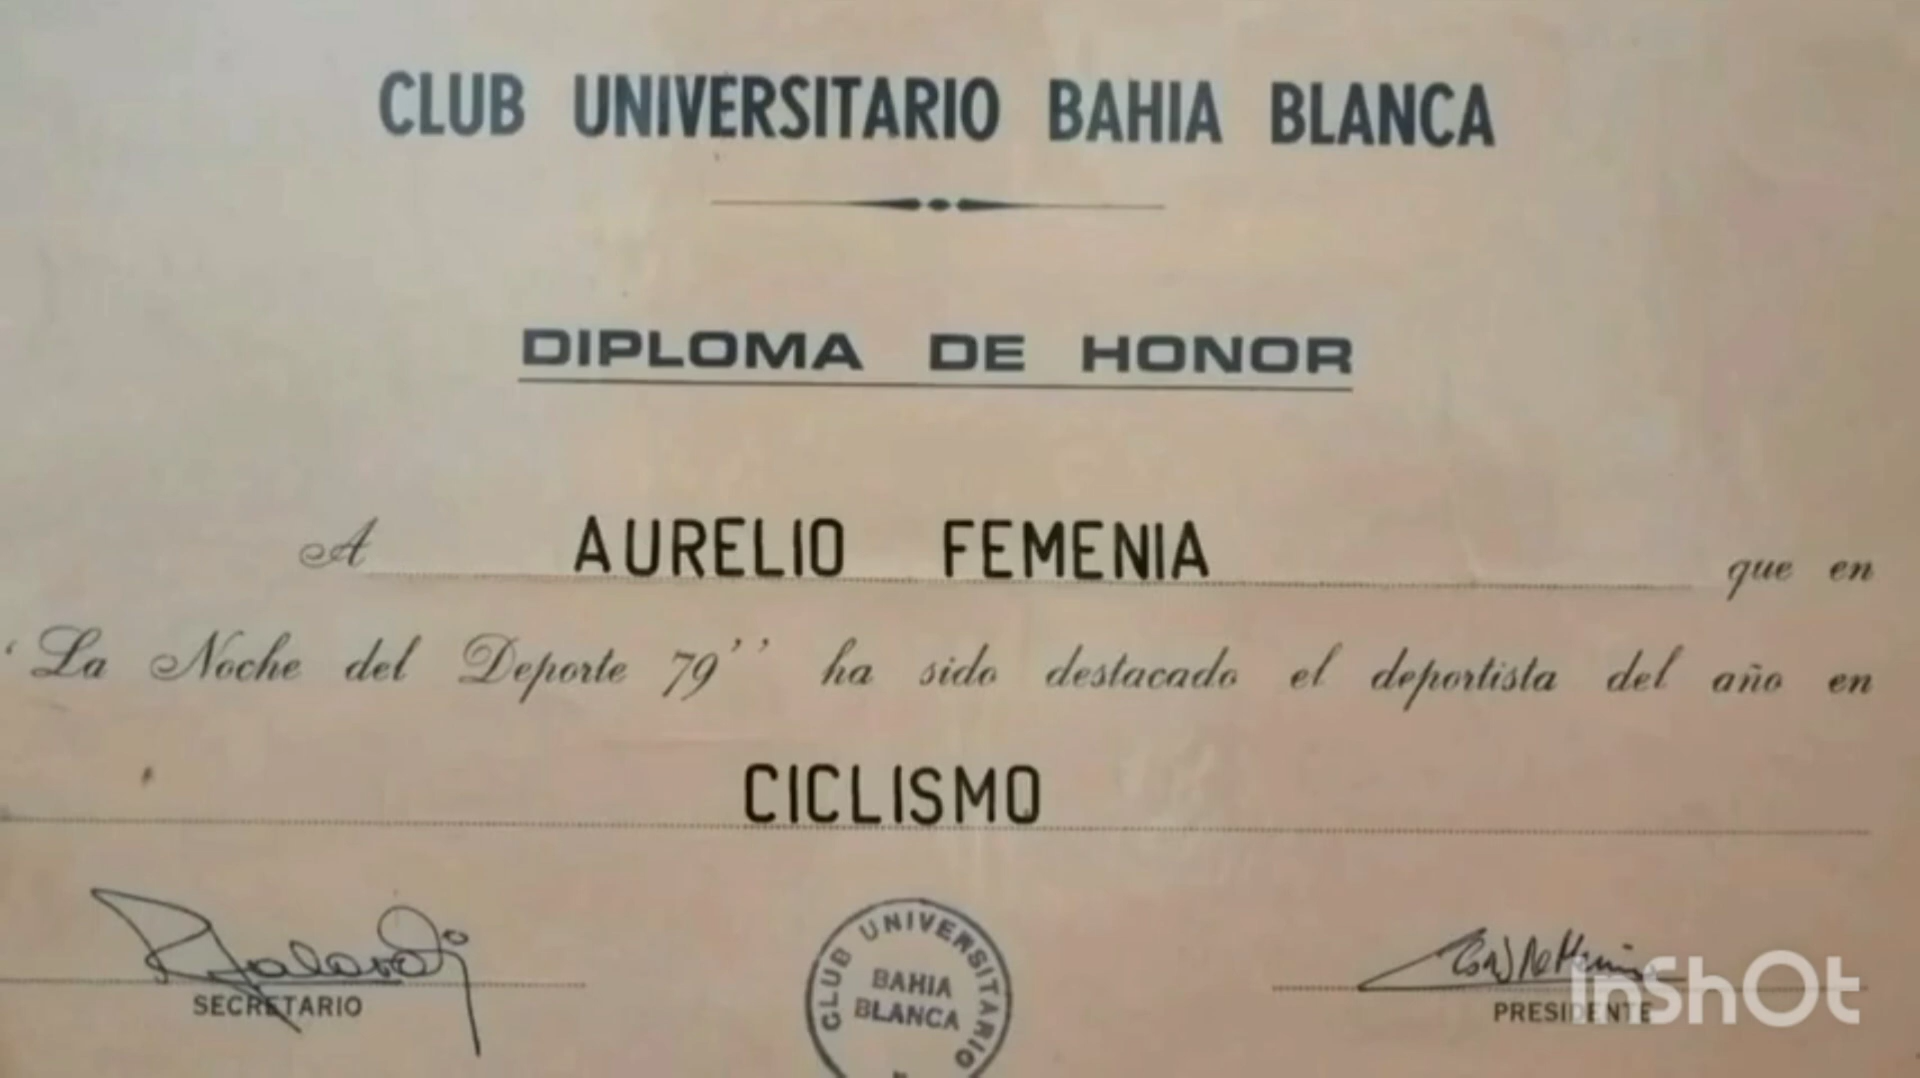 CLUB UNIVERSITARIO BAHIA BLANCA
DIPLOMA DE HONOR
A AURELIO FEMENIA que en
‘La Noche del Deporte 79’’ ha sido destacado el deportista del año en
CICLISMO
SECRETARIO
CLUB UNIVERSITARIO
BAHIA
BLANCA
PRESIDENTE
InShOt